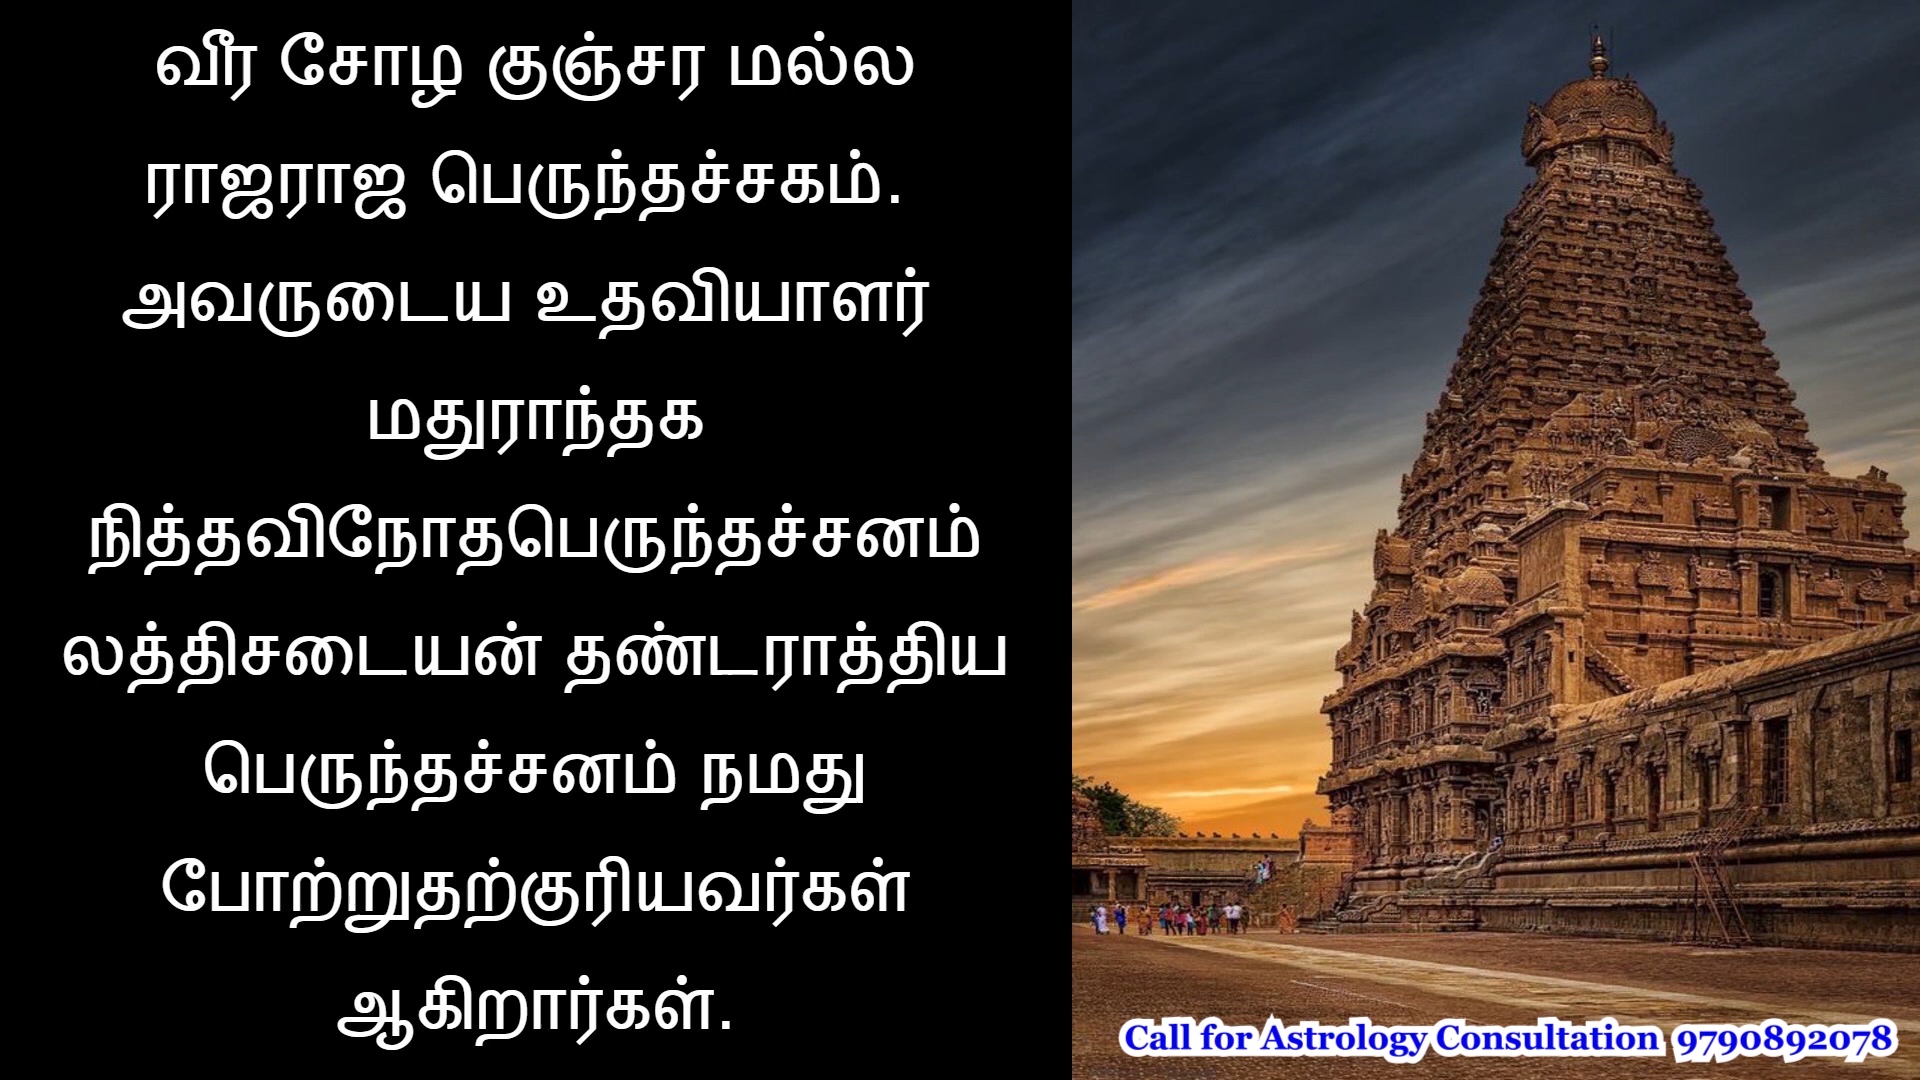 வீர சோழ குஞ்சர மல்ல
ராஜராஜ பெருந்தச்சகம்.
அவருடைய உதவியாளர்
மதுராந்தக
நித்தவிநோதபெருந்தச்சனம்
லத்திசடையன் தண்டராத்திய
பெருந்தச்சனம் நமது
போற்றுதற்குரியவர்கள்
ஆகிறார்கள்.
Call for Astrology Consultation 9790892078